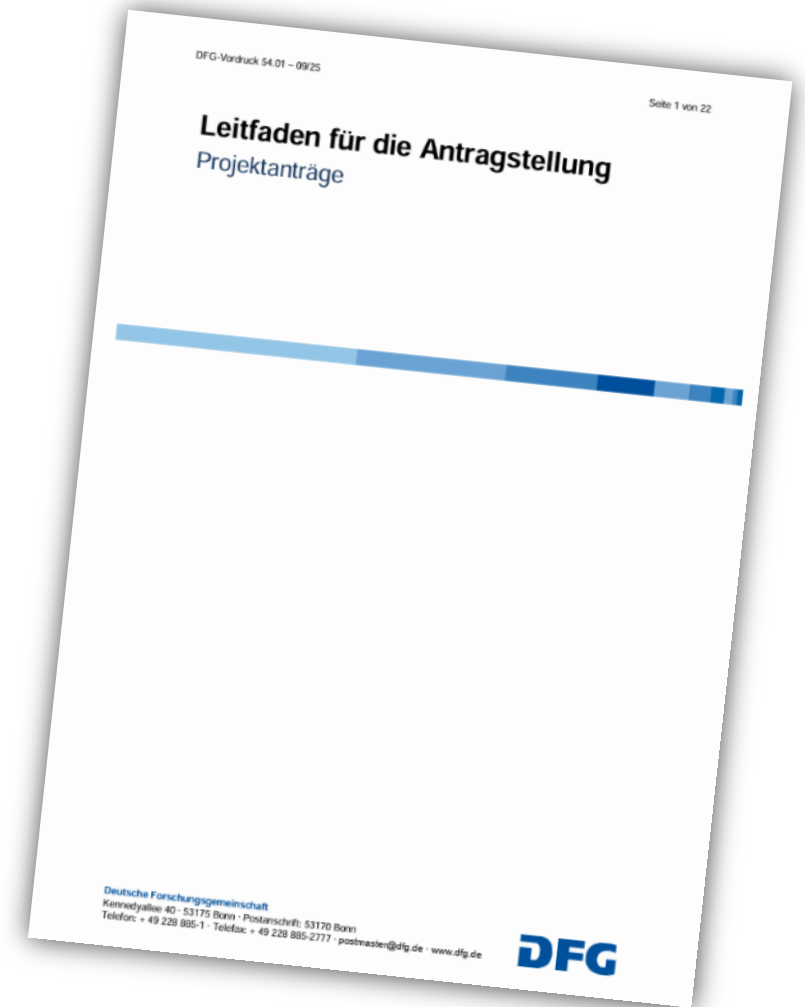 DFG-Vordruck 54.01 – 09/25
Seite 1 von 22
Leitfaden für die Antragstellung
Projektanträge
Deutsche Forschungsgemeinschaft
Kennedyallee 40 · 53175 Bonn · Postanschrift: 53170 Bonn
Telefon: + 49 228 885-1 · Telefax: + 49 228 885-2777 · postmaster@dfg.de · www.dfg.de
DFG